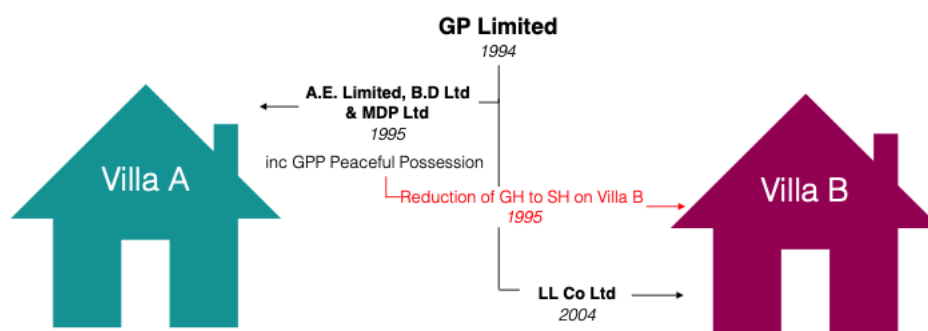 GP Limited
1994
A.E. Limited, B.D Ltd
& MDP Ltd
1995
inc GPP Peaceful Possession
Villa A
Villa B
Reduction of GH to SH on Villa B
1995
LL Co Ltd
2004